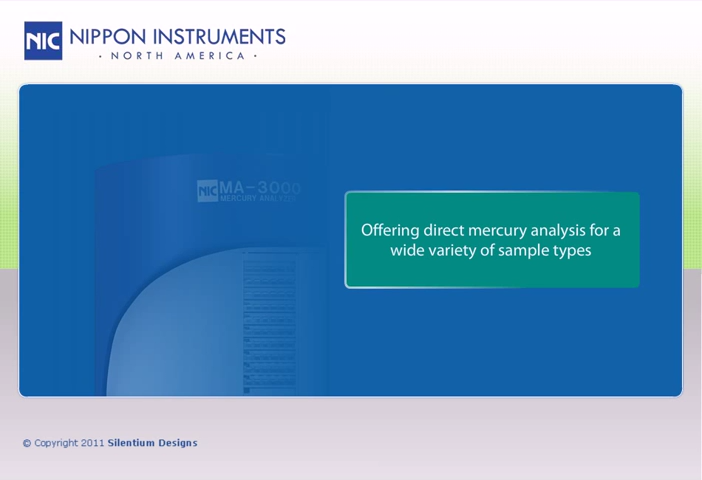 NIC NIPPON INSTRUMENTS
· NORTH AMERICA ·
NIC MA-3000
MERCURY ANALYZER
Offering direct mercury analysis for a
wide variety of sample types
© Copyright 2011 Silentium Designs